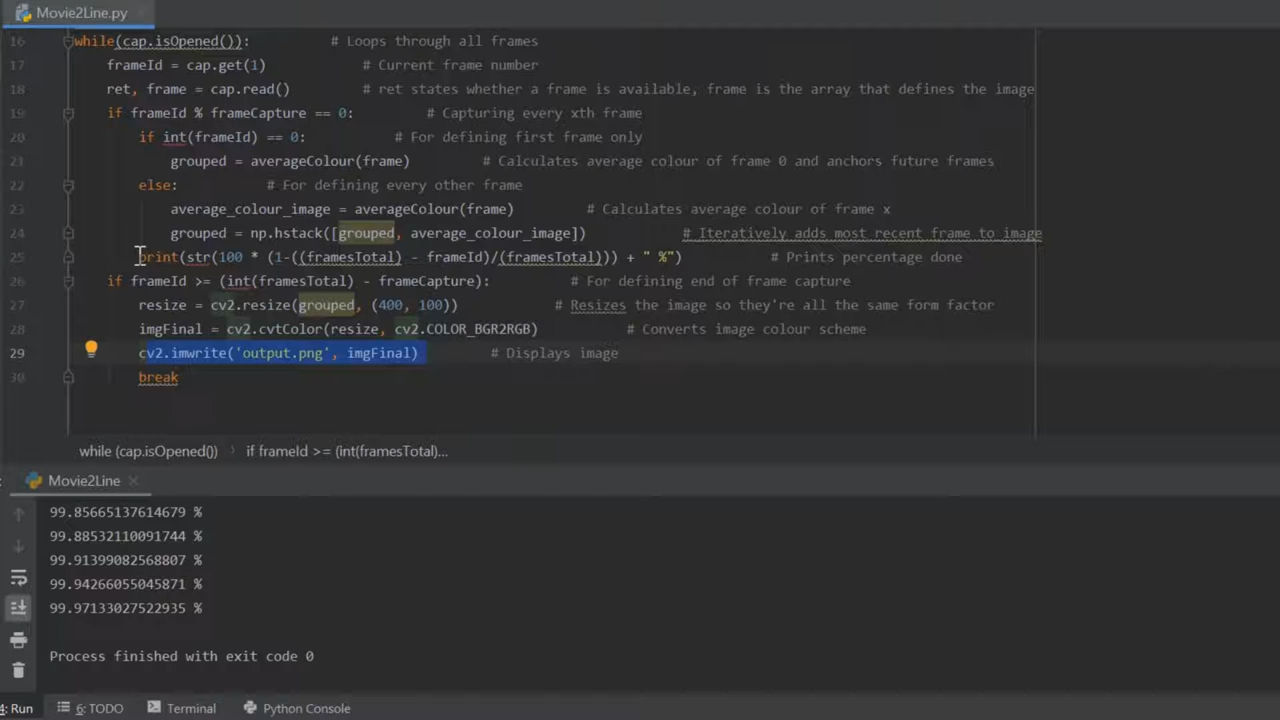 Movie2Line.py
16 while(cap.isOpened()): # Loops through all frames
17 frameId = cap.get(1) # Current frame number
18 ret, frame = cap.read() # ret states whether a frame is available, frame is the array that defines the image
19 if frameId % frameCapture == 0: # Capturing every xth frame
20 if int(frameId) == 0: # For defining first frame only
21 grouped = averageColour(frame) # Calculates average colour of frame 0 and anchors future frames
22 else: # For defining every other frame
23 average_colour_image = averageColour(frame) # Calculates average colour of frame x
24 grouped = np.hstack([grouped, average_colour_image]) # Iteratively adds most recent frame to image
25 print(str(100 * (1-((framesTotal) - frameId)/(framesTotal))) + " %") # Prints percentage done
26 if frameId >= (int(framesTotal) - frameCapture): # For defining end of frame capture
27 resize = cv2.resize(grouped, (400, 100)) # Resizes the image so they're all the same form factor
28 imgFinal = cv2.cvtColor(resize, cv2.COLOR_BGR2RGB) # Converts image colour scheme
29 cv2.imwrite('output.png', imgFinal) # Displays image
30 break
while (cap.isOpened()) › if frameId >= (int(framesTotal)...
: Movie2Line
99.85665137614679 %
99.88532110091744 %
99.91399082568807 %
99.94266055045871 %
99.97133027522935 %
Process finished with exit code 0
4: Run 6: TODO Terminal Python Console